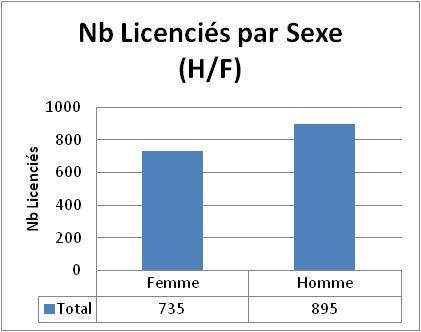 Nb Licenciés par Sexe
(H/F)
Nb Licenciés
1000
800
600
400
200
0
Femme Homme
Total 735 895